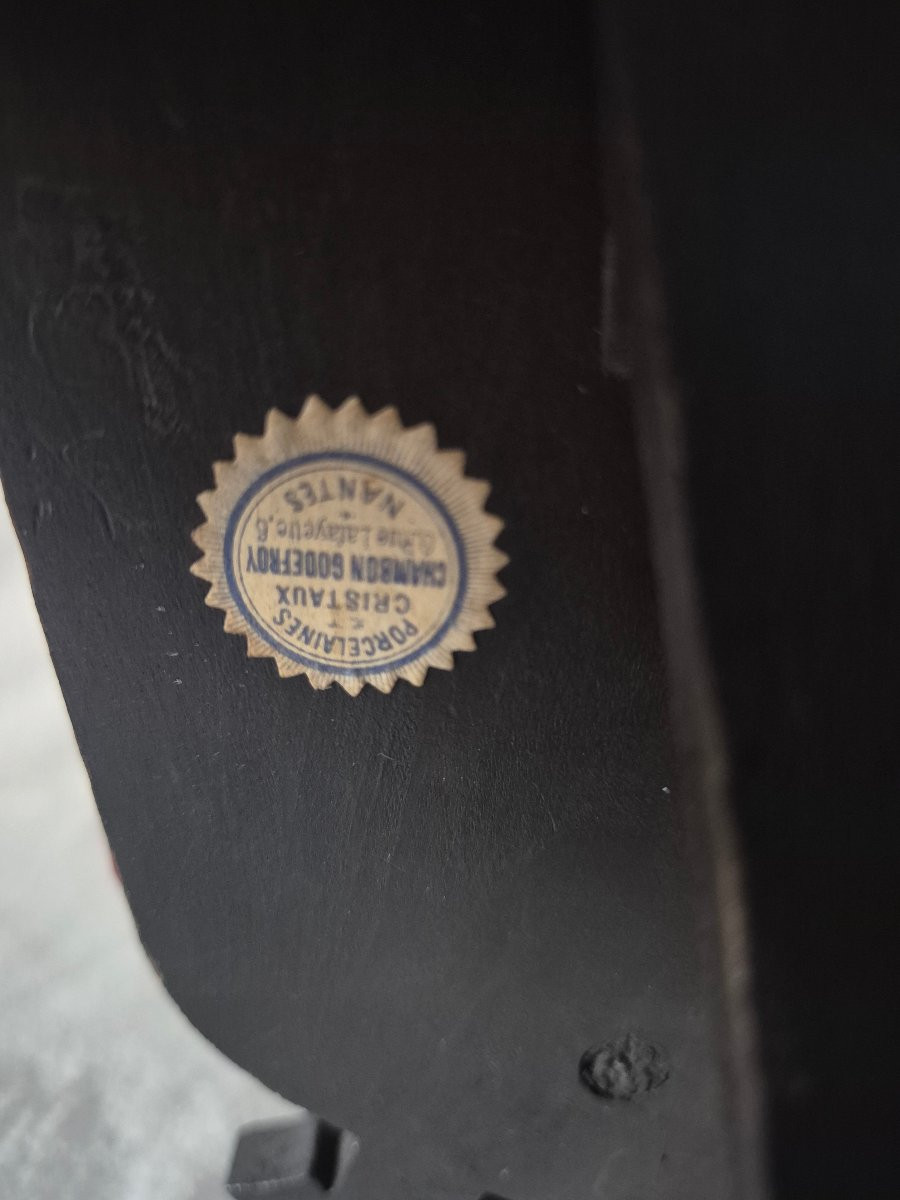 PORCELAINES
ET
CRISTAUX
CHAMBON GODEFROY
6, Rue Lafayette, 6
NANTES